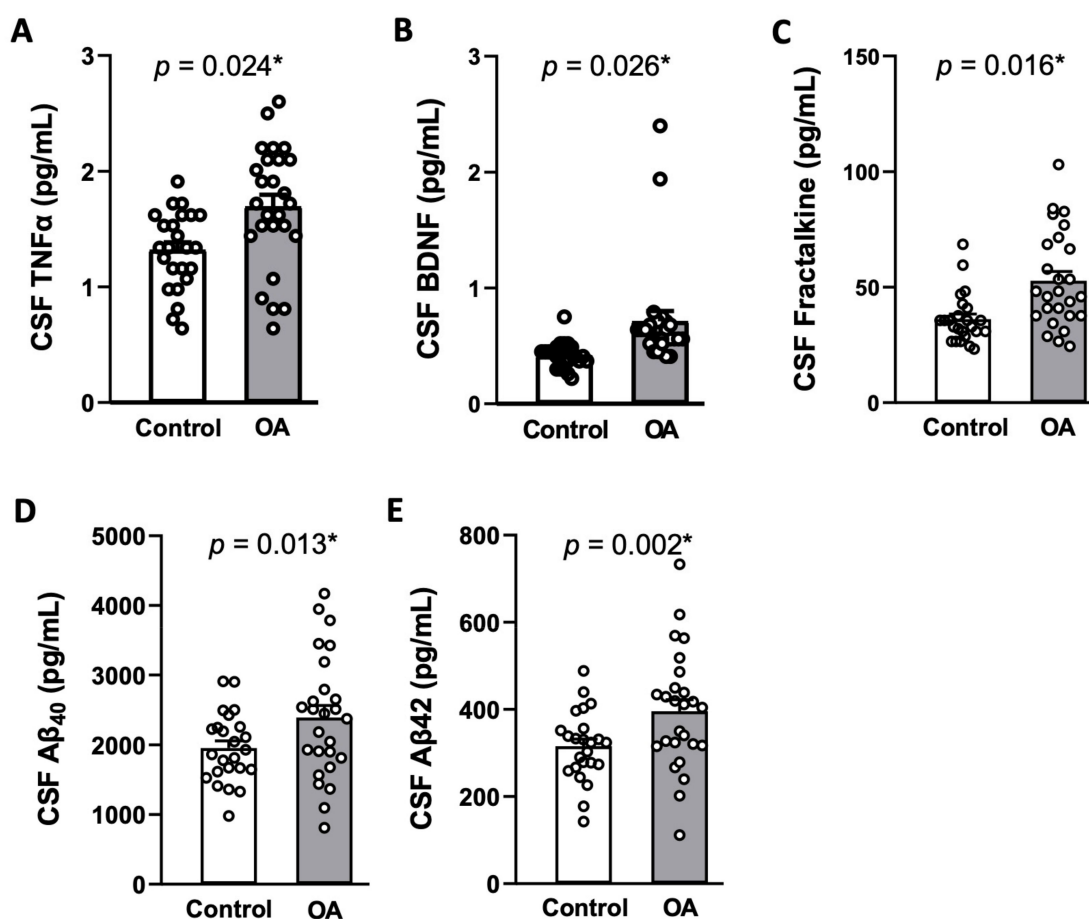 A
CSF TNFα (pg/mL)
3
2
1
0
p = 0.024*
Control OA
B
CSF BDNF (pg/mL)
3
2
1
0
p = 0.026*
Control OA
C
CSF Fractalkine (pg/mL)
150
100
50
0
p = 0.016*
Control OA
D
CSF Aβ₄₀ (pg/mL)
5000
4000
3000
2000
1000
0
p = 0.013*
Control OA
E
CSF Aβ42 (pg/mL)
800
600
400
200
0
p = 0.002*
Control OA